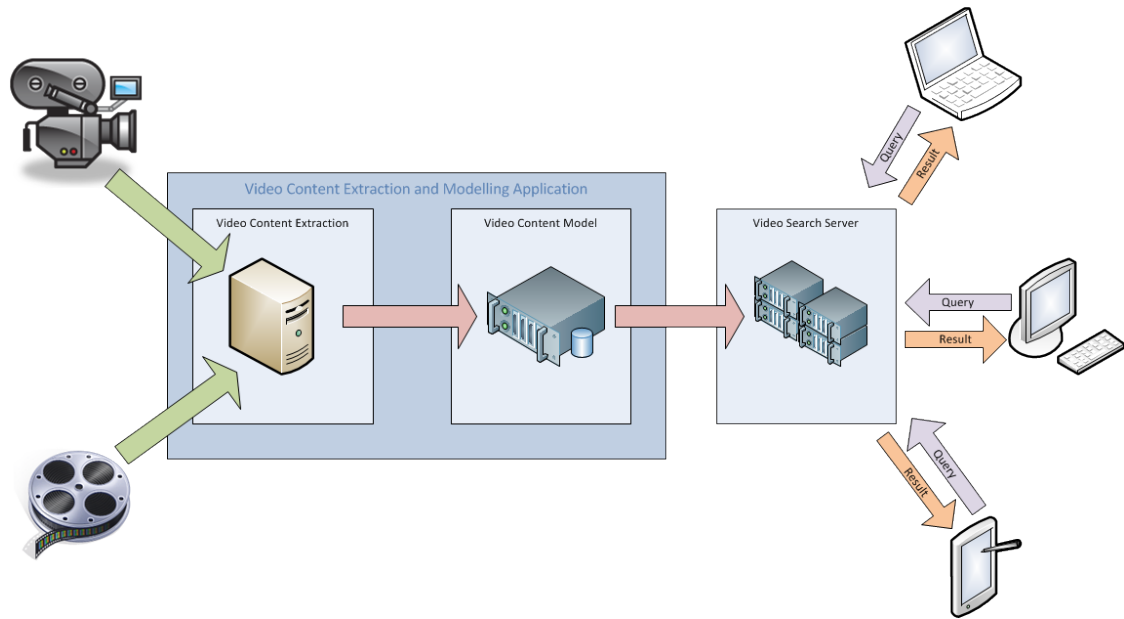 Video Content Extraction and Modelling Application
Video Content Extraction
Video Content Model
Video Search Server
Query
Result
Query
Result
Query
Result